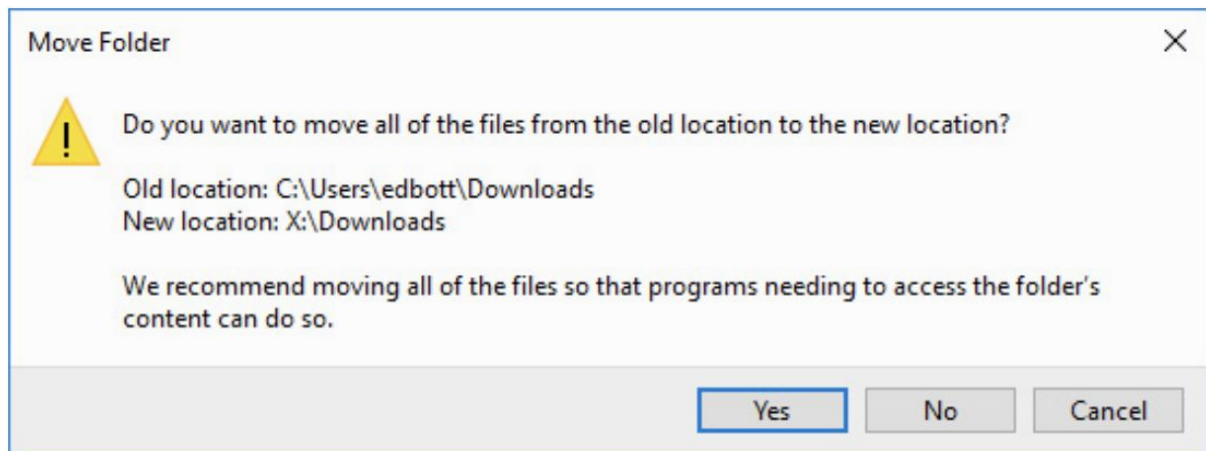 Move Folder
Do you want to move all of the files from the old location to the new location?
Old location: C:\Users\edbott\Downloads
New location: X:\Downloads
We recommend moving all of the files so that programs needing to access the folder's
content can do so.
Yes No Cancel